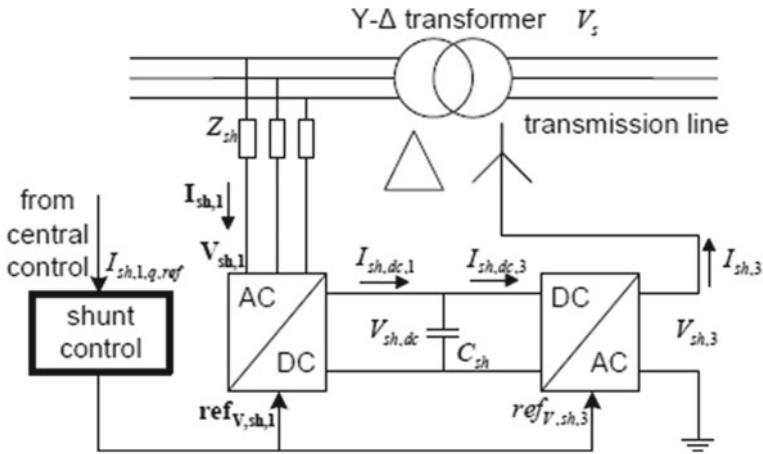 Y-Δ transformer V_s
Z_sh
transmission line
from
central
control
I_sh,1
V_sh,1
I_sh,1,q,ref
I_sh,dc,1
I_sh,dc,3
I_sh,3
shunt
control
AC
DC
V_sh,dc
C_sh
DC
AC
V_sh,3
ref_V,sh,1
ref_V,sh,3